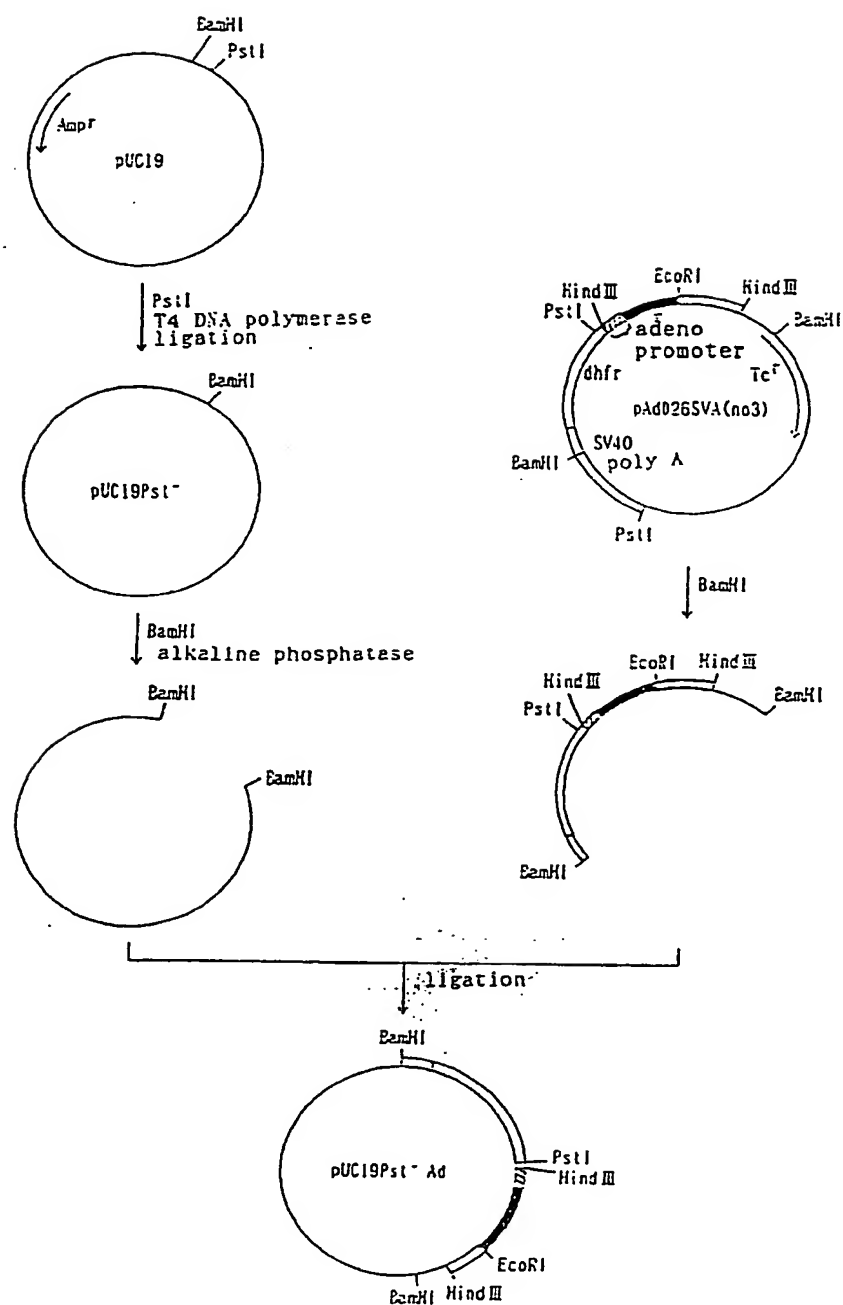 BamHI
PstI
Ampr
pUC19
PstI
T4 DNA polymerase
ligation
BamHI
pUC19Pst-
BamHI
alkaline phosphatase
BamHI
BamHI
EcoRI
HindIII
HindIII
BamHI
PstI
adeno
promoter
dhfr
Tcr
pAdD26SVA(no3)
SV40
BamHI
poly A
PstI
BamHI
EcoRI
HindIII
HindIII
BamHI
PstI
BamHI
ligation
BamHI
PstI
pUC19Pst- Ad
HindIII
EcoRI
HindIII
BamHI